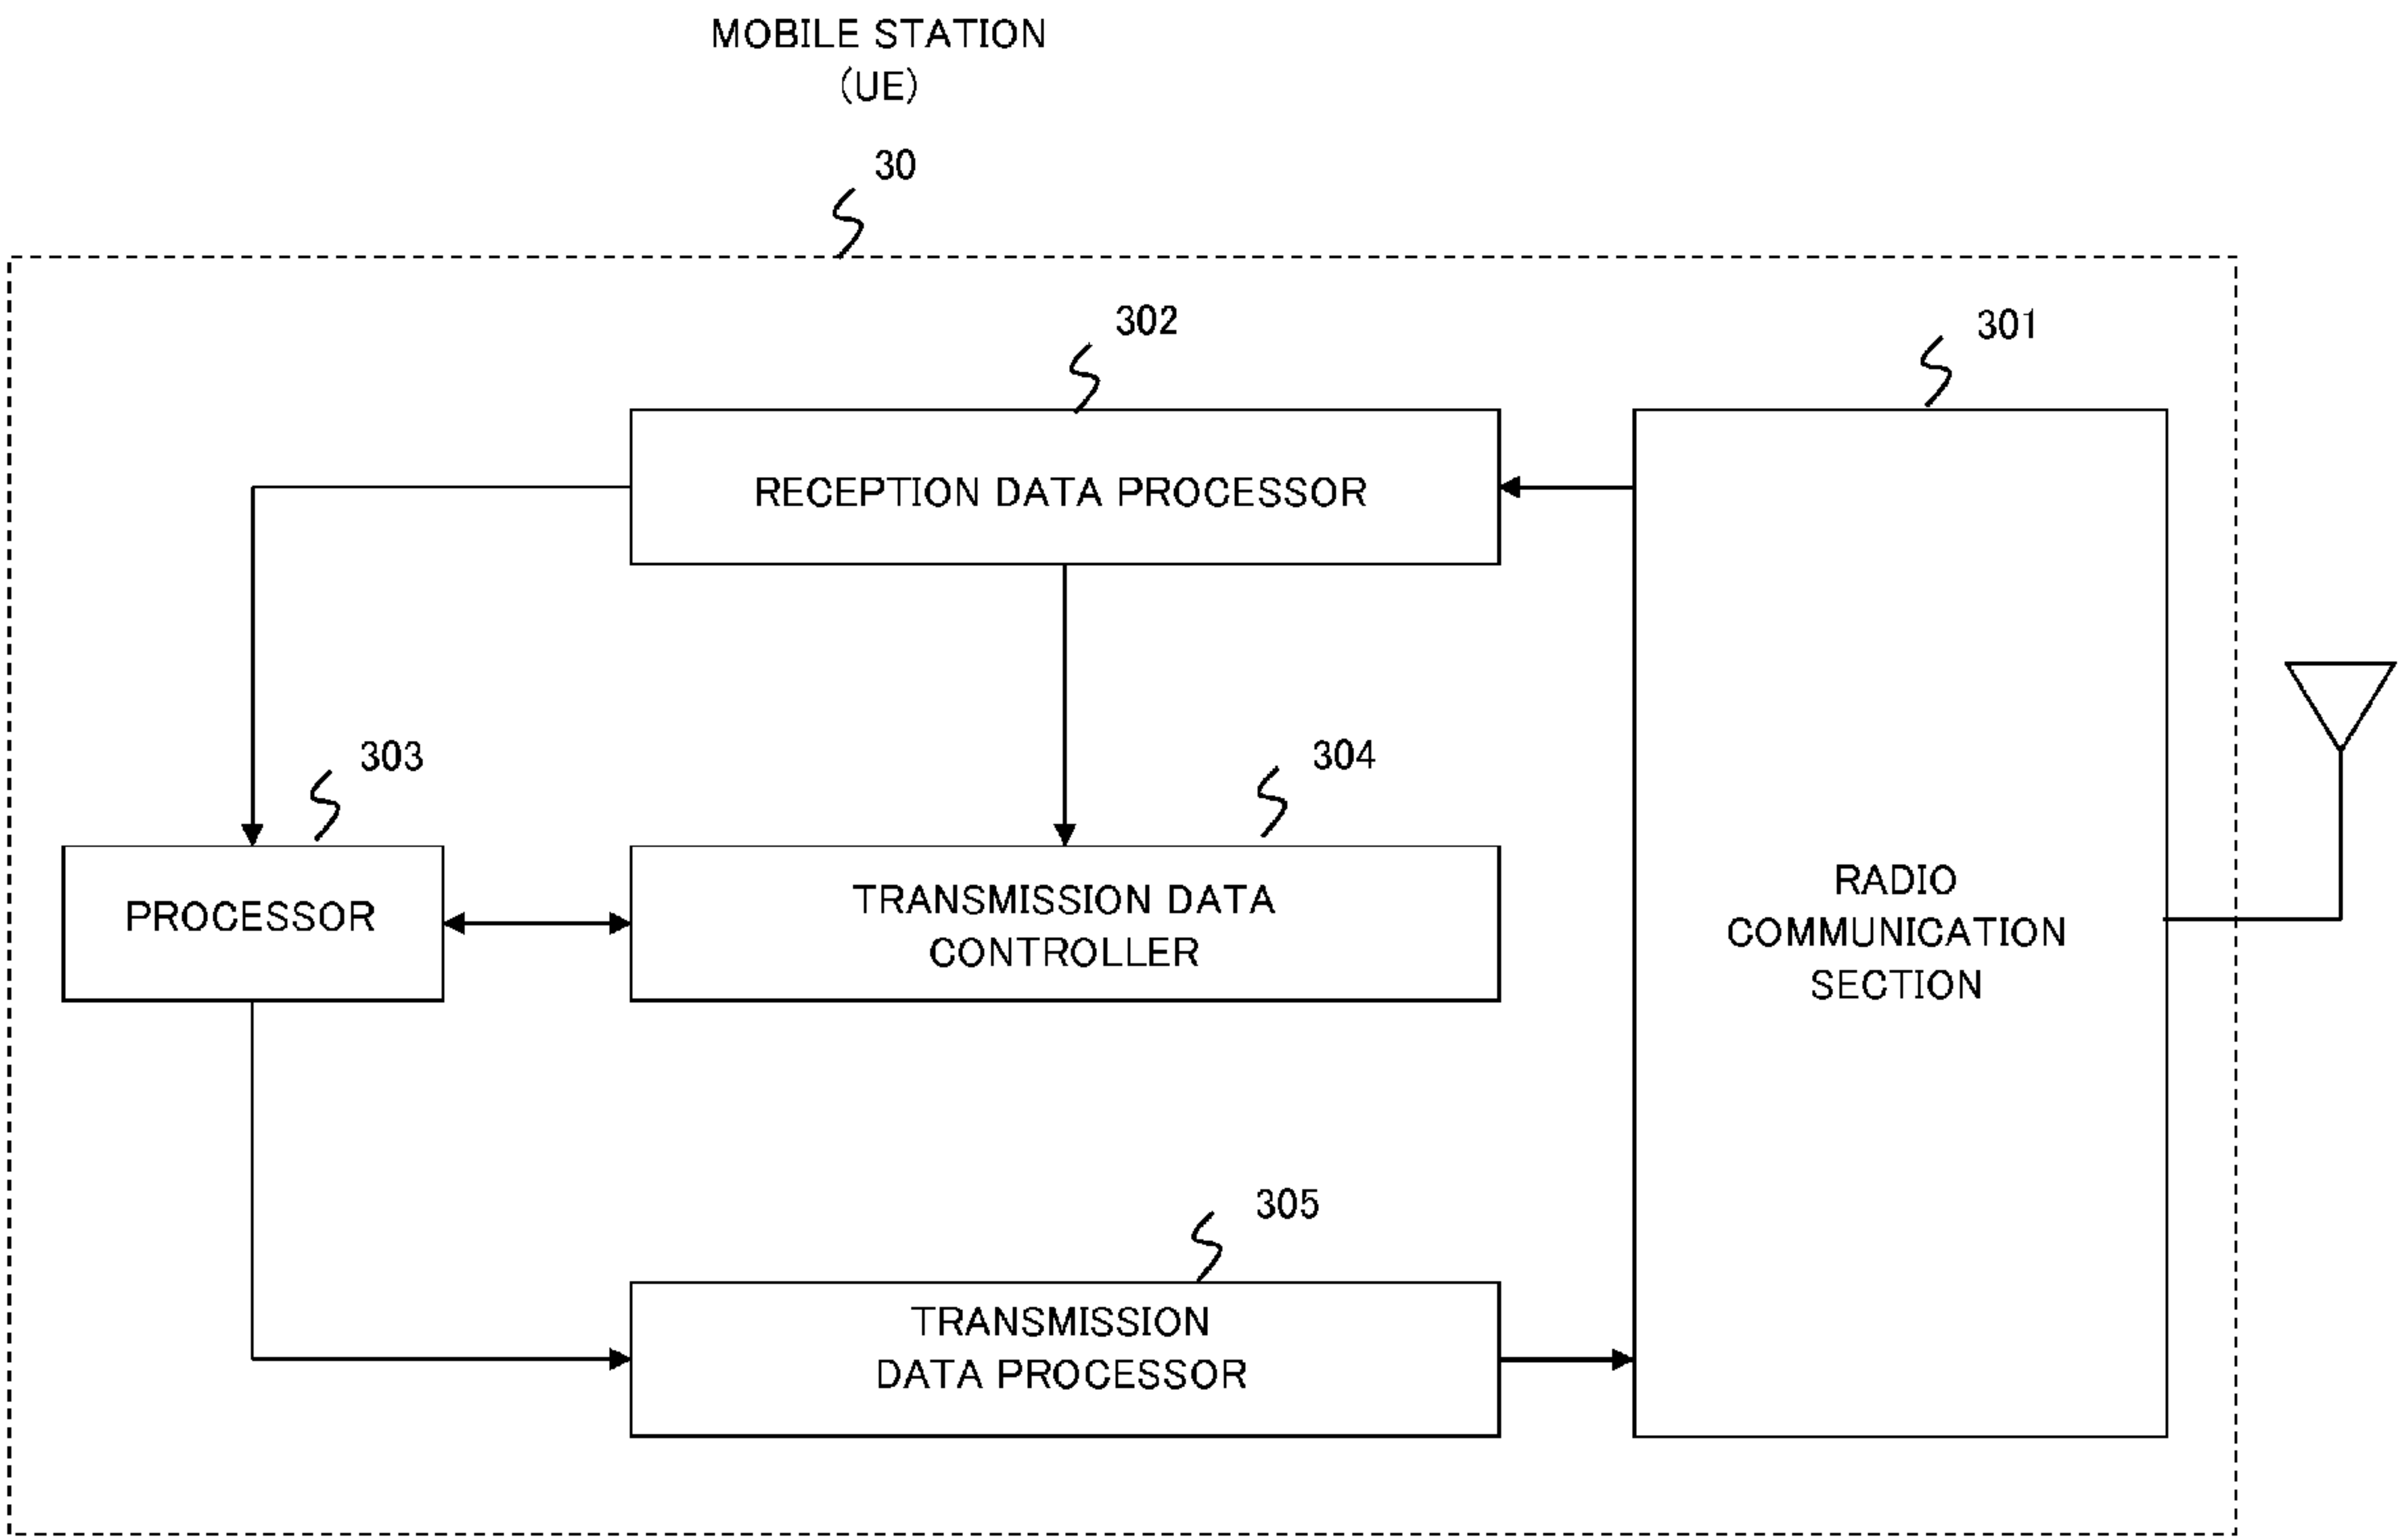 MOBILE STATION
(UE)
30
302
301
RECEPTION DATA PROCESSOR
303
304
PROCESSOR
TRANSMISSION DATA
CONTROLLER
RADIO
COMMUNICATION
SECTION
305
TRANSMISSION
DATA PROCESSOR